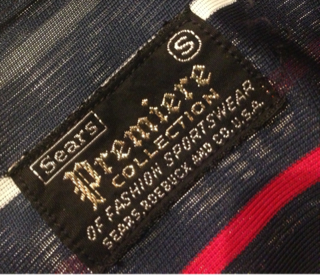 Sears
S
Premiere
COLLECTION
OF FASHION SPORTSWEAR
SEARS, ROEBUCK AND CO. U.S.A.